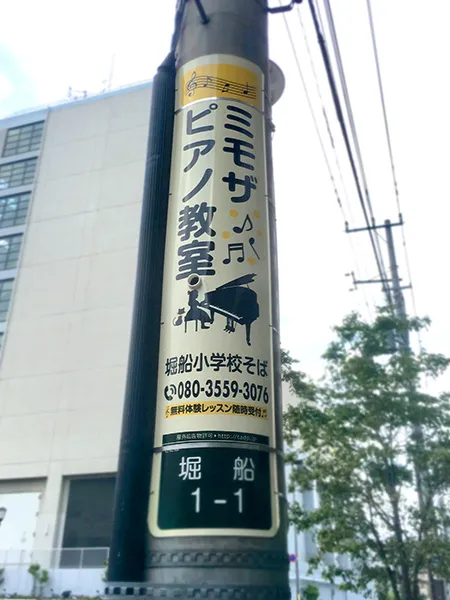 ミモザ
ピアノ教室
堀船小学校そば
080-3559-3076
無料体験レッスン随時受付
堀船
1-1